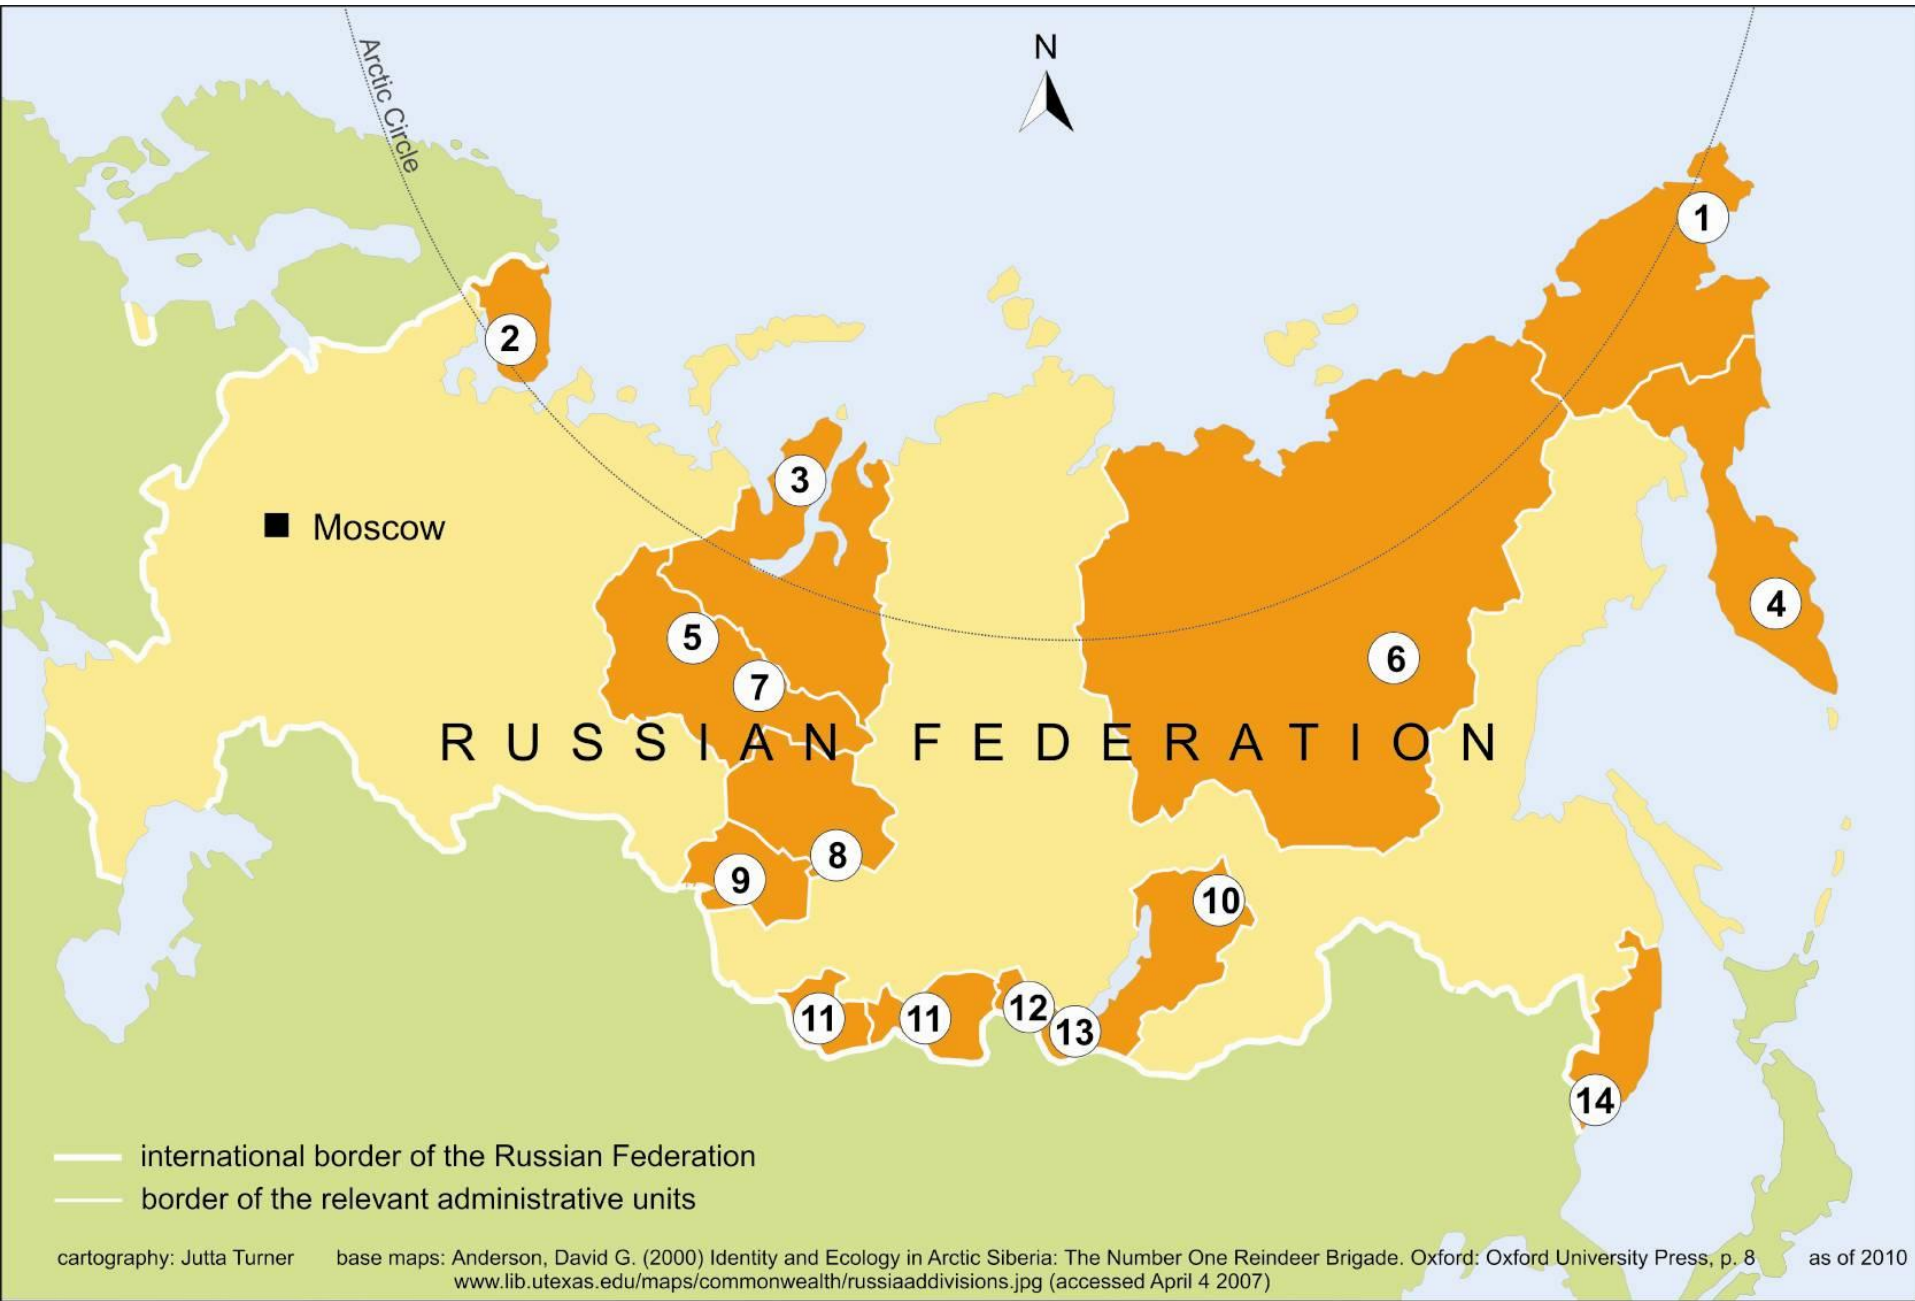 N
Arctic Circle
1
2
3
Moscow
4
5
6
7
RUSSIAN FEDERATION
8
9
10
11
11
12
13
14
international border of the Russian Federation
border of the relevant administrative units
cartography: Jutta Turner base maps: Anderson, David G. (2000) Identity and Ecology in Arctic Siberia: The Number One Reindeer Brigade. Oxford: Oxford University Press, p. 8 as of 2010
www.lib.utexas.edu/maps/commonwealth/russiaaddivisions.jpg (accessed April 4 2007)